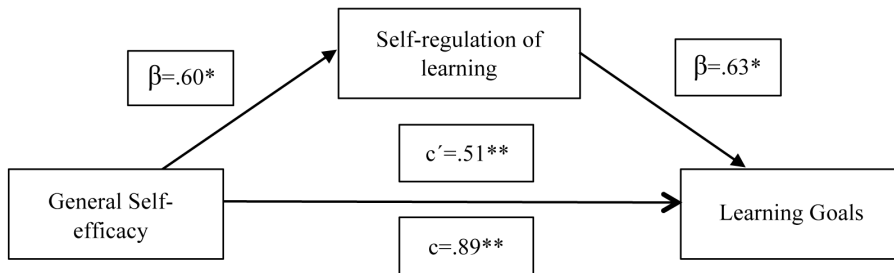 Self-regulation of
learning
β=.60*
β=.63*
c´=.51**
General Self-
efficacy
Learning Goals
c=.89**